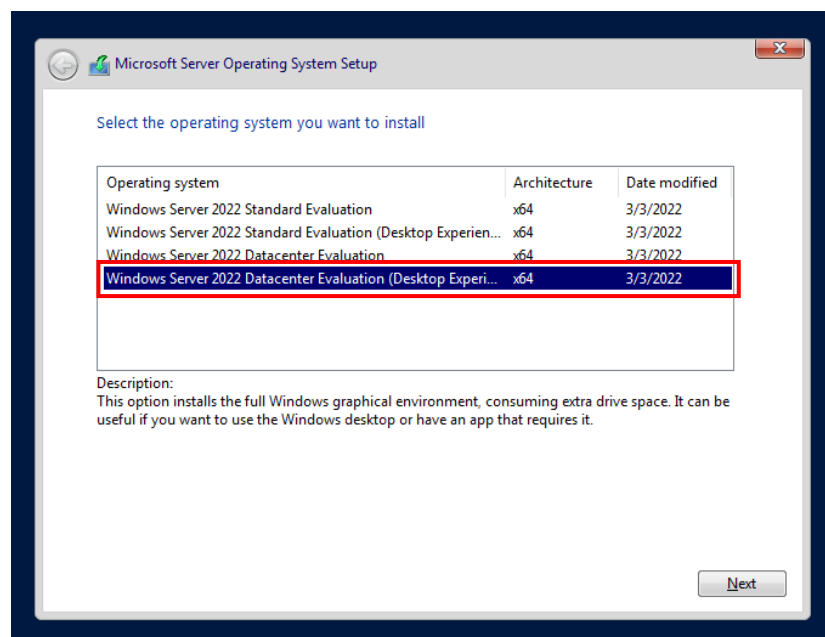 Microsoft Server Operating System Setup
Select the operating system you want to install
Operating system Architecture Date modified
Windows Server 2022 Standard Evaluation x64 3/3/2022
Windows Server 2022 Standard Evaluation (Desktop Experien... x64 3/3/2022
Windows Server 2022 Datacenter Evaluation x64 3/3/2022
Windows Server 2022 Datacenter Evaluation (Desktop Experi... x64 3/3/2022
Description:
This option installs the full Windows graphical environment, consuming extra drive space. It can be
useful if you want to use the Windows desktop or have an app that requires it.
Next